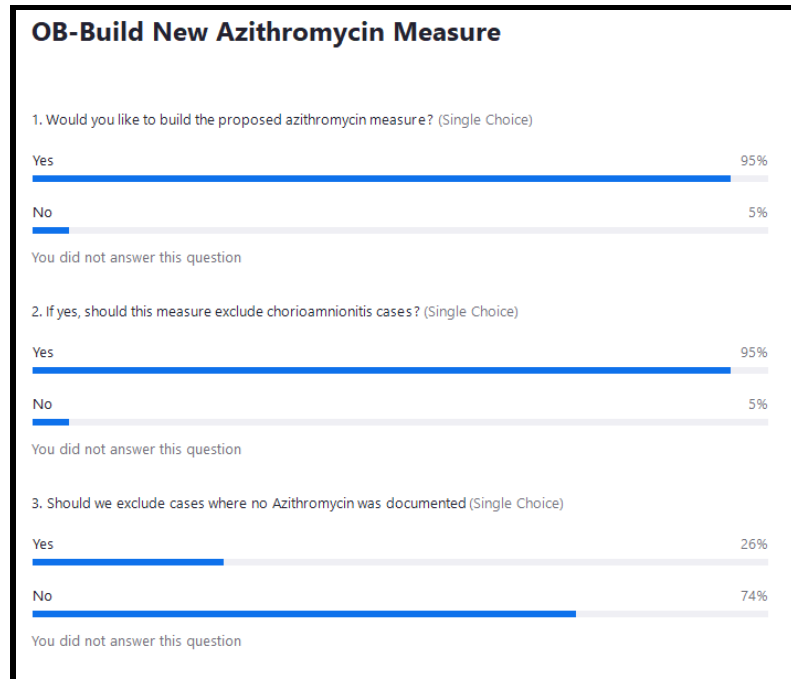 OB-Build New Azithromycin Measure
1. Would you like to build the proposed azithromycin measure? (Single Choice)
Yes 95%
No 5%
You did not answer this question
2. If yes, should this measure exclude chorioamnionitis cases? (Single Choice)
Yes 95%
No 5%
You did not answer this question
3. Should we exclude cases where no Azithromycin was documented (Single Choice)
Yes 26%
No 74%
You did not answer this question